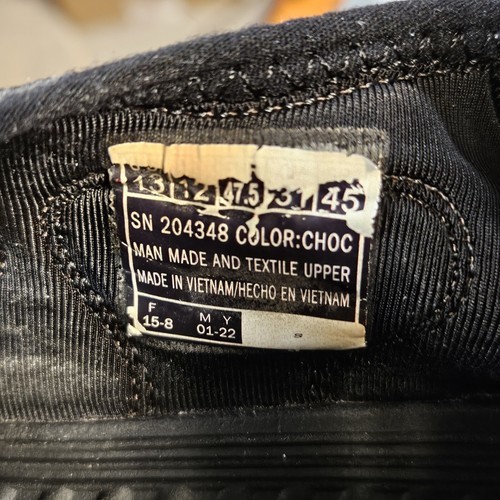 13 12 47.5 31 45
SN 204348 COLOR:CHOC
MAN MADE AND TEXTILE UPPER
MADE IN VIETNAM/HECHO EN VIETNAM
F M Y
15-8 01-22